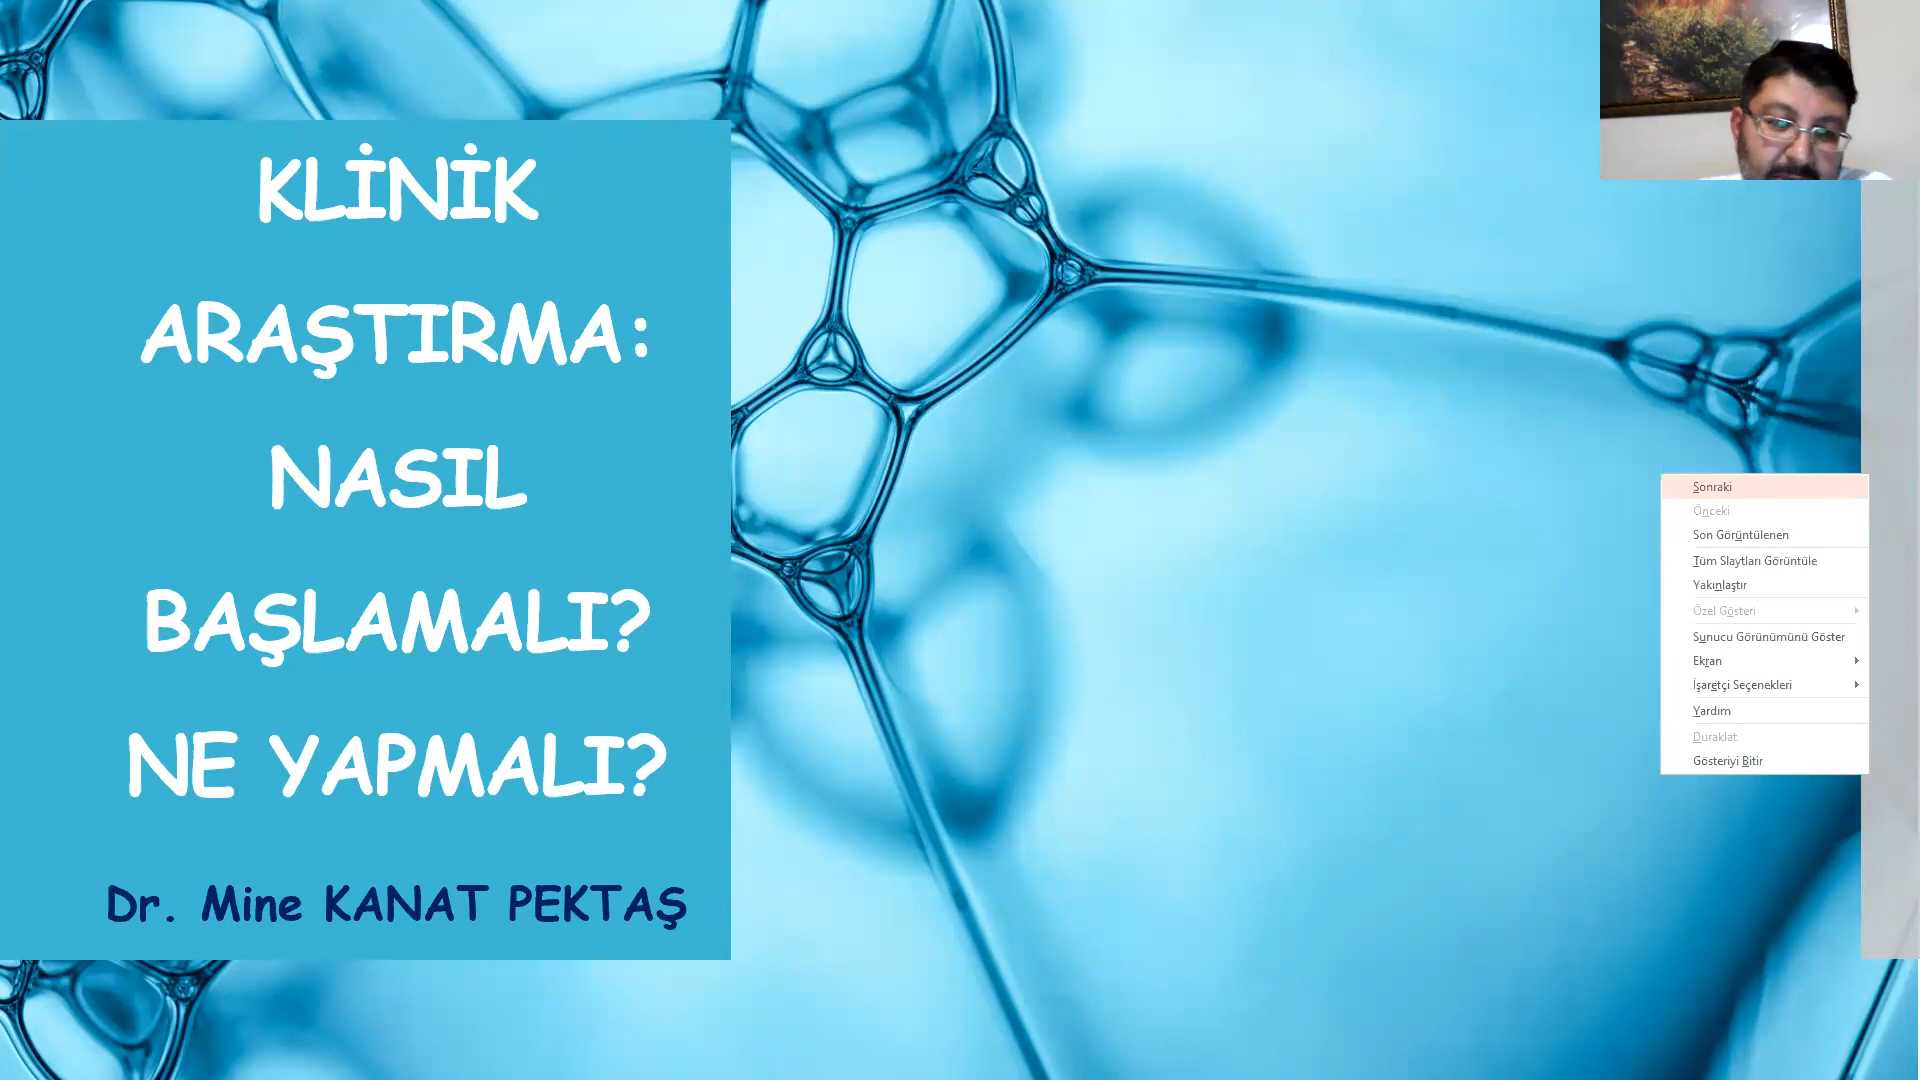 KLİNİK
ARAŞTIRMA:
NASIL
BAŞLAMALI?
NE YAPMALI?
Dr. Mine KANAT PEKTAŞ
Sonraki
Önceki
Son Görüntülenen
Tüm Slaytları Görüntüle
Yakınlaştır
Özel Gösteri
Sunucu Görünümünü Göster
Ekran
İşaretçi Seçenekleri
Yardım
Duraklat
Gösteriyi Bitir